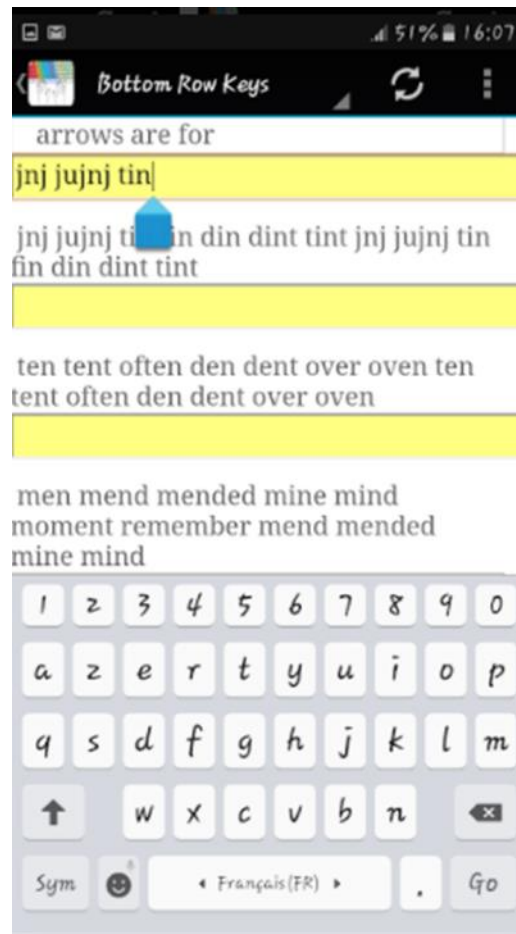 51% 16:07
Bottom Row Keys
arrows are for
jnj jujnj tin
jnj jujnj ti in din dint tint jnj jujnj tin
fin din dint tint
ten tent often den dent over oven ten
tent often den dent over oven
men mend mended mine mind
moment remember mend mended
mine mind
1 2 3 4 5 6 7 8 9 0
a z e r t y u i o p
q s d f g h j k l m
w x c v b n
Sym Français (FR) . Go